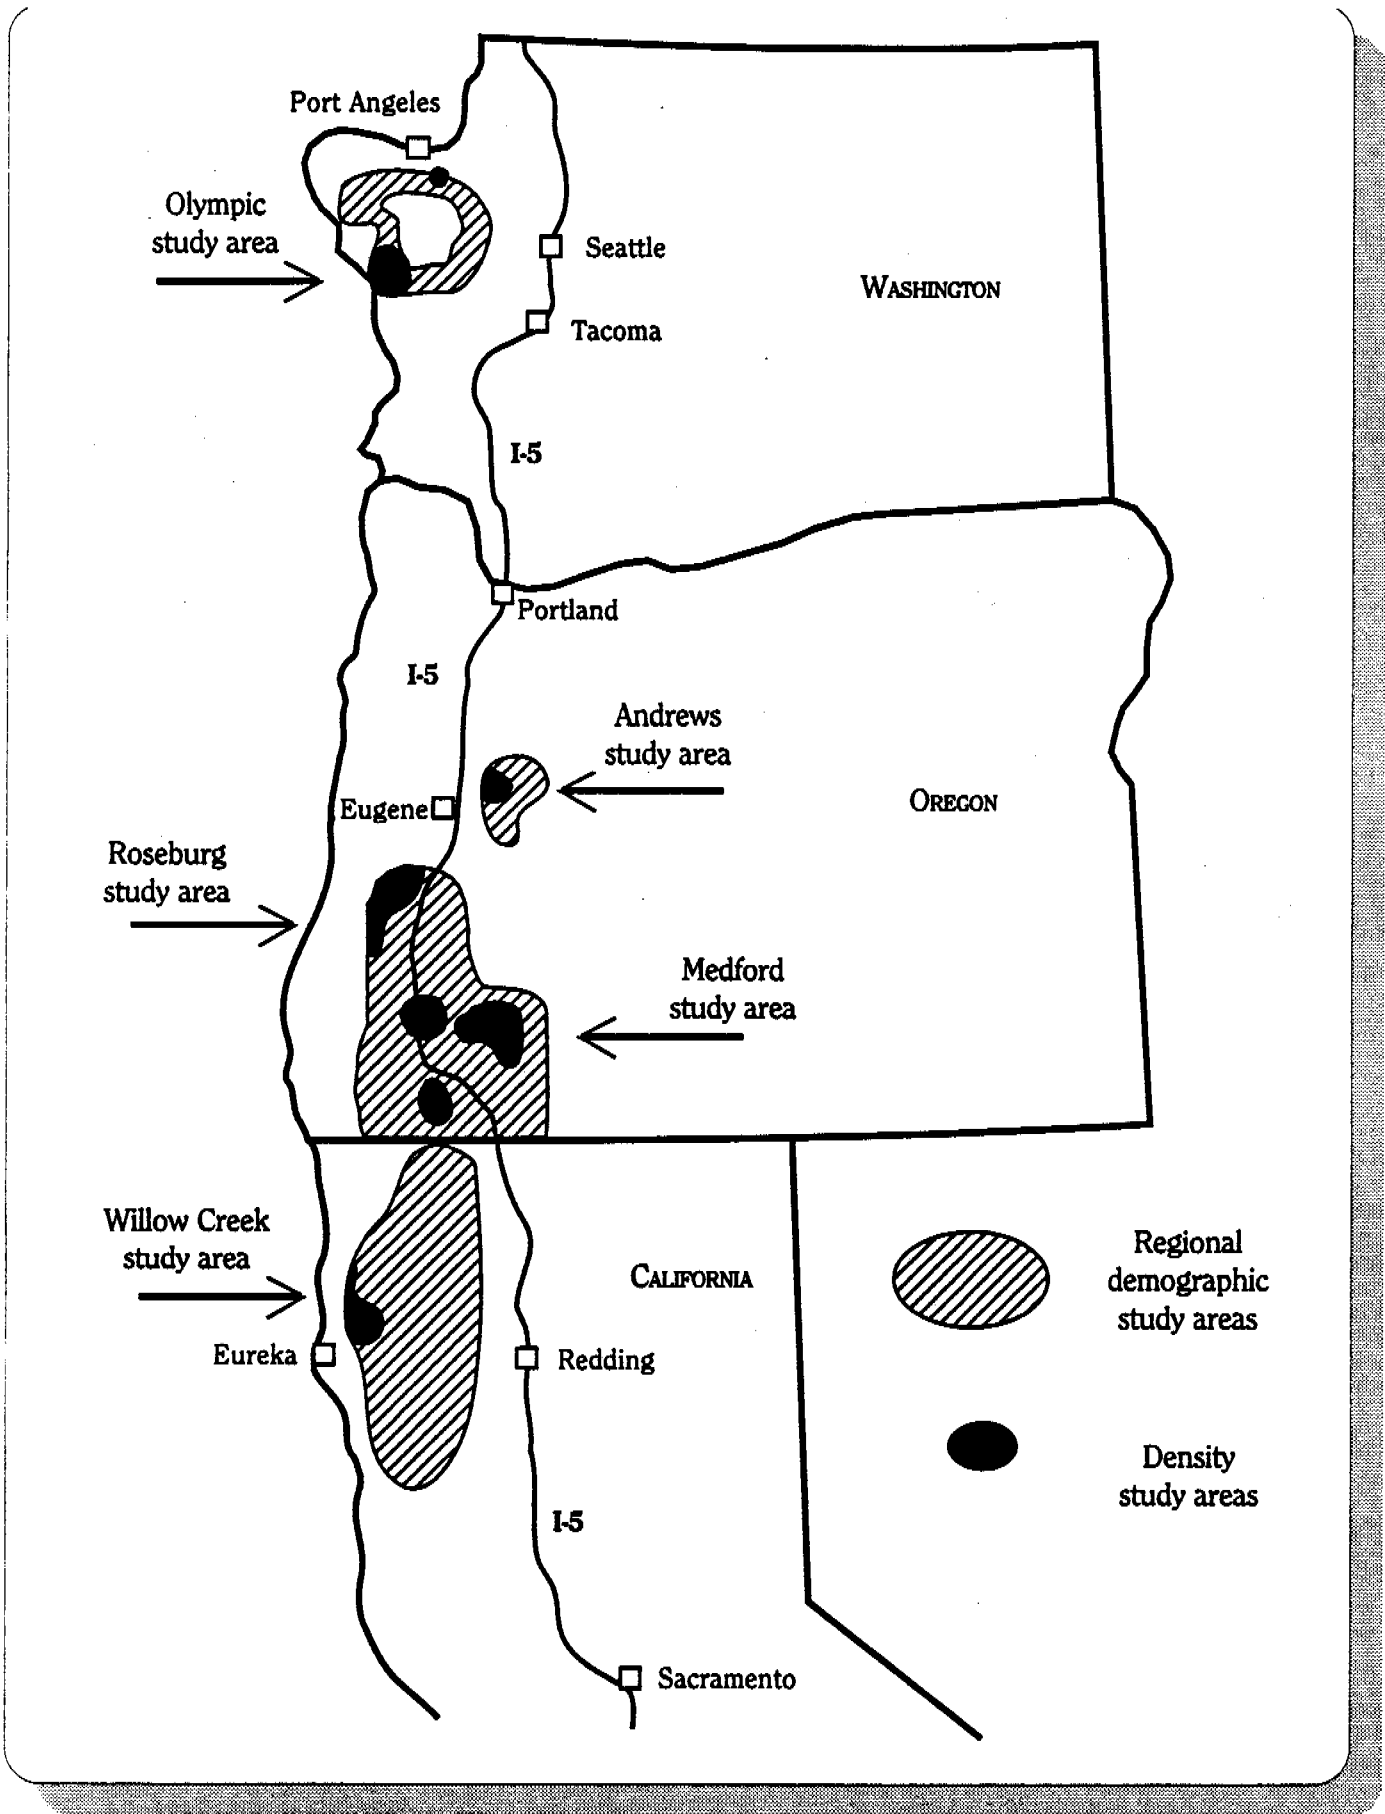 Port Angeles
Olympic
study area
Seattle
WASHINGTON
Tacoma
I-5
Portland
I-5
Andrews
study area
Eugene
OREGON
Roseburg
study area
Medford
study area
Willow Creek
study area
CALIFORNIA
Regional
demographic
study areas
Eureka
Redding
Density
study areas
I-5
Sacramento